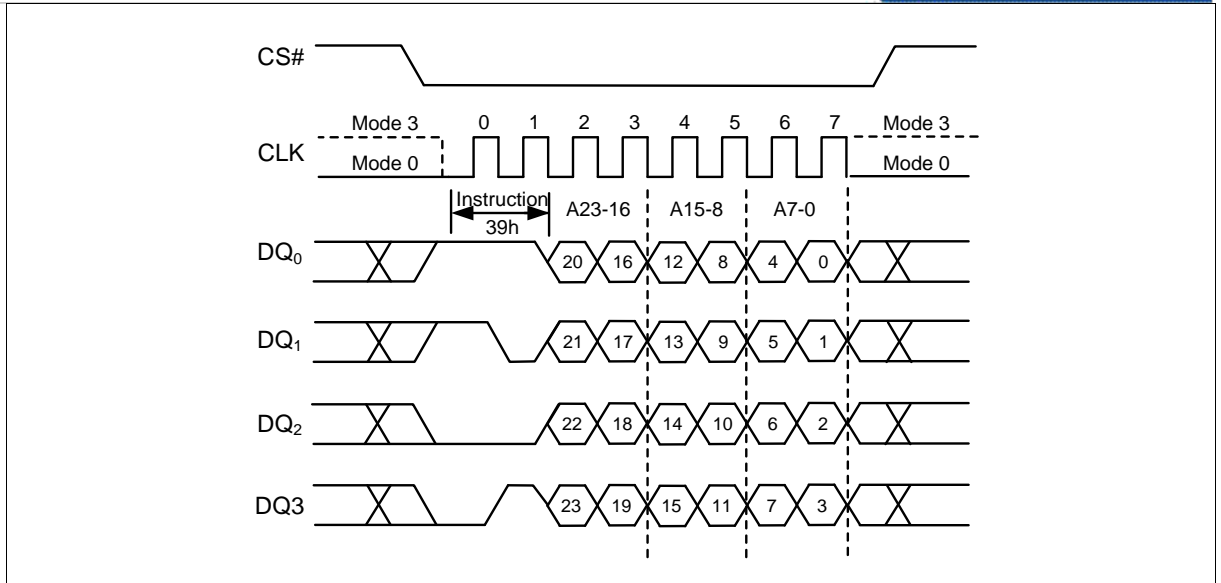 CS#
Mode 3 0 1 2 3 4 5 6 7 Mode 3
CLK
Mode 0 Mode 0
Instruction A23-16 A15-8 A7-0
39h
DQ0 20 16 12 8 4 0
DQ1 21 17 13 9 5 1
DQ2 22 18 14 10 6 2
DQ3 23 19 15 11 7 3